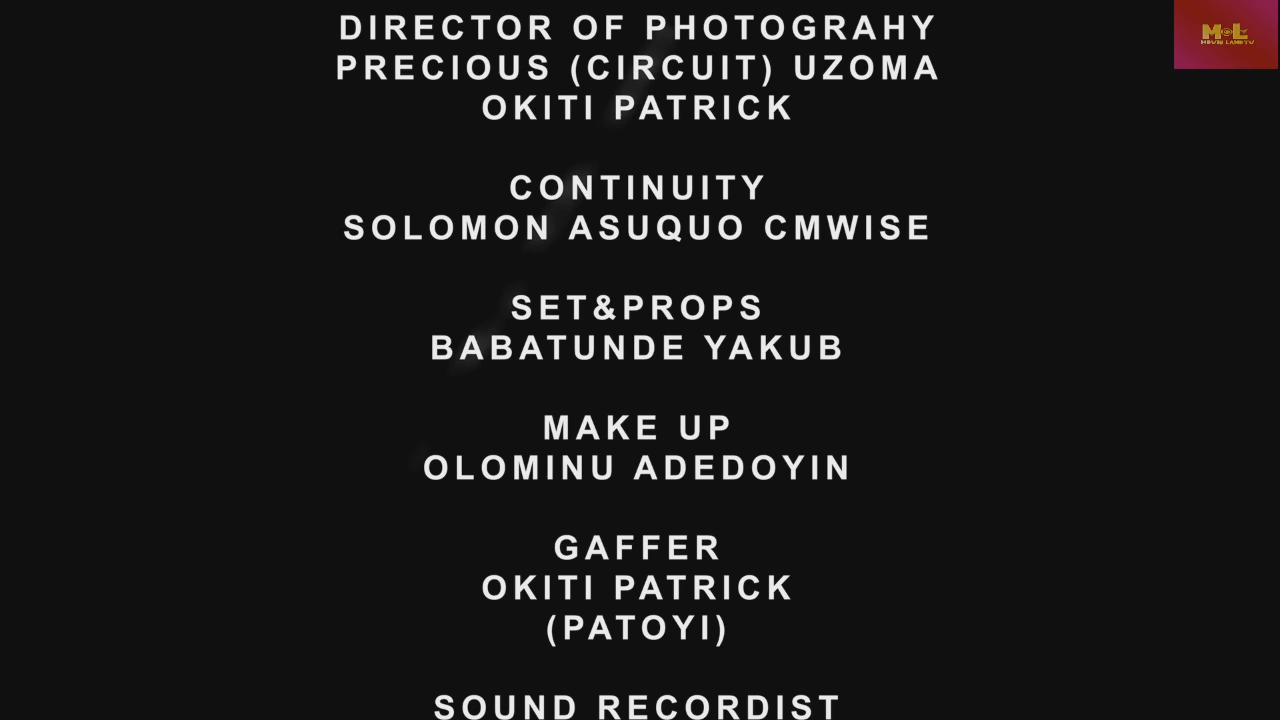 DIRECTOR OF PHOTOGRAHY
PRECIOUS (CIRCUIT) UZOMA
OKITI PATRICK
CONTINUITY
SOLOMON ASUQUO CMWISE
SET&PROPS
BABATUNDE YAKUB
MAKE UP
OLOMINU ADEDOYIN
GAFFER
OKITI PATRICK
(PATOYI)
SOUND RECORDIST